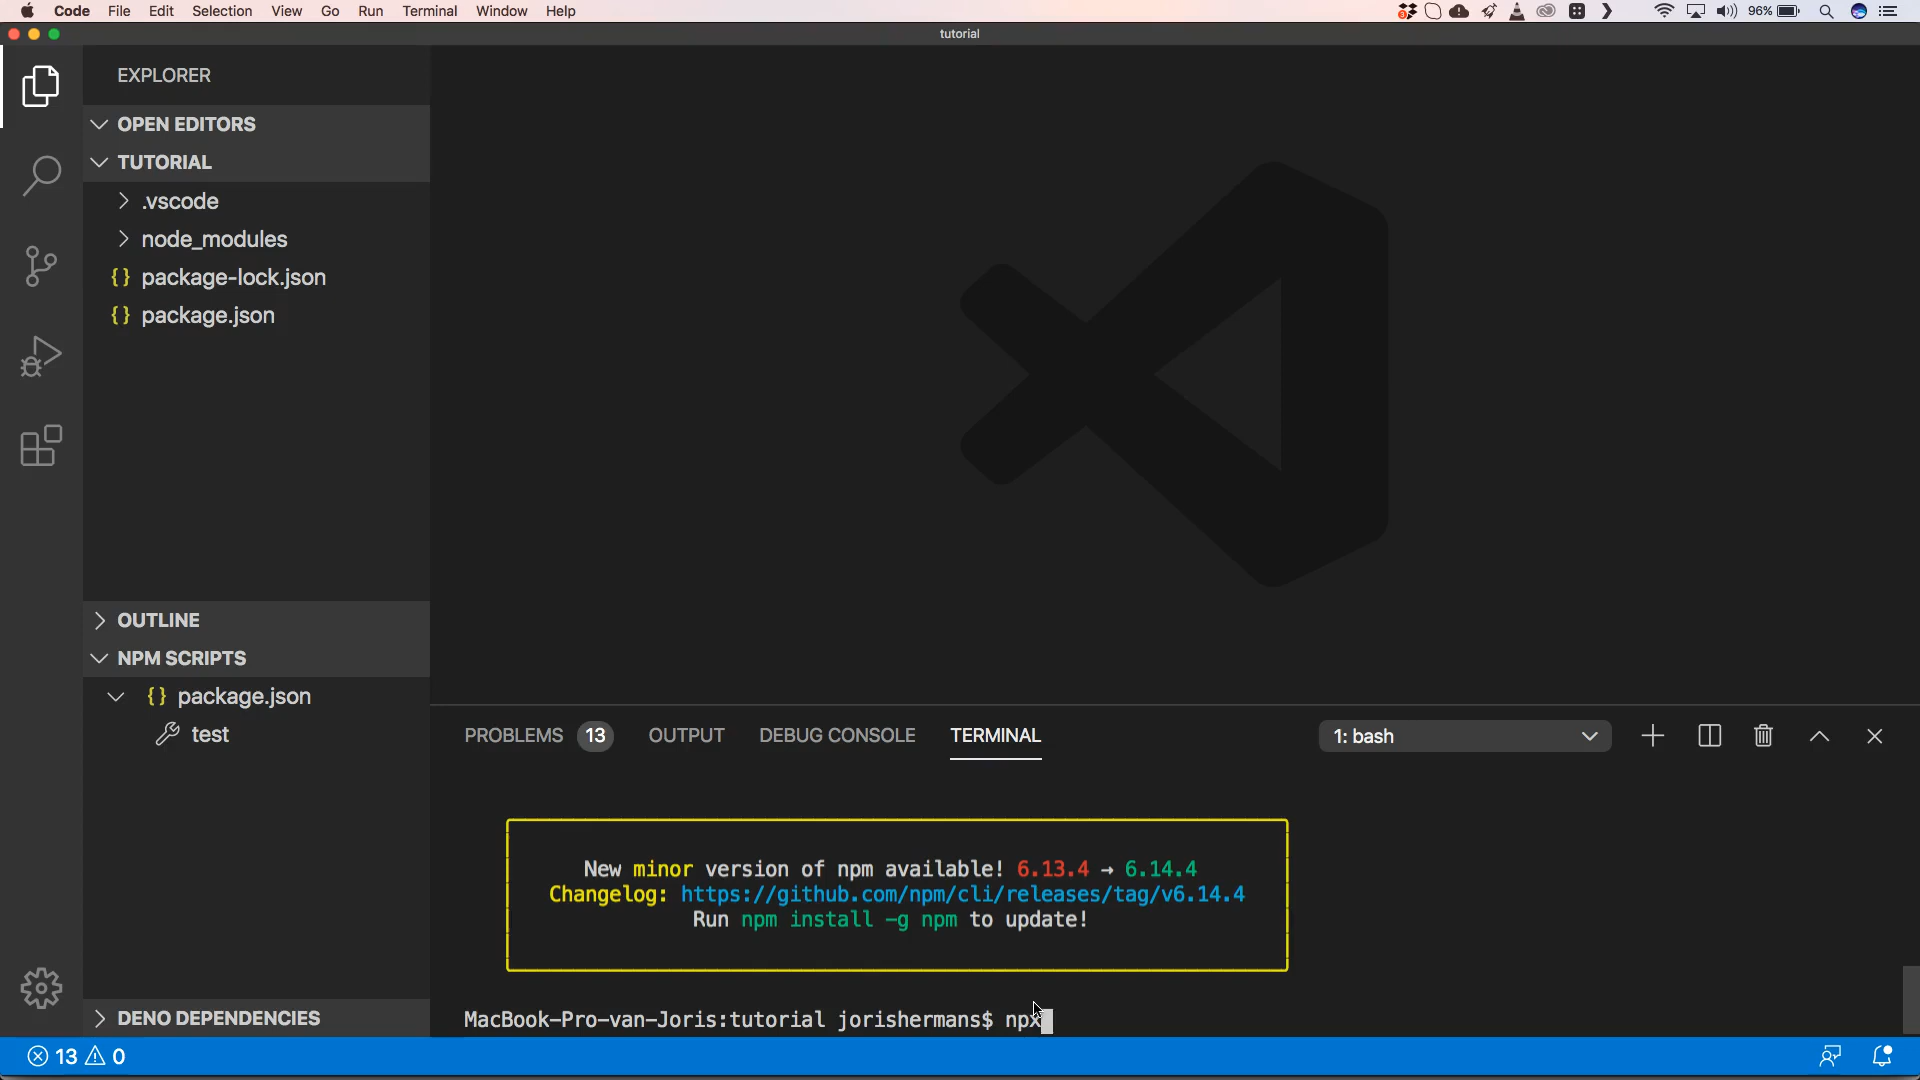 Code File Edit Selection View Go Run Terminal Window Help 96%
tutorial
EXPLORER
OPEN EDITORS
TUTORIAL
.vscode
node_modules
{} package-lock.json
{} package.json
OUTLINE
NPM SCRIPTS
{} package.json
test
DENO DEPENDENCIES
PROBLEMS 13 OUTPUT DEBUG CONSOLE TERMINAL 1: bash
New minor version of npm available! 6.13.4 → 6.14.4
Changelog: https://github.com/npm/cli/releases/tag/v6.14.4
Run npm install -g npm to update!
MacBook-Pro-van-Joris:tutorial jorishermans$ npx
13 0